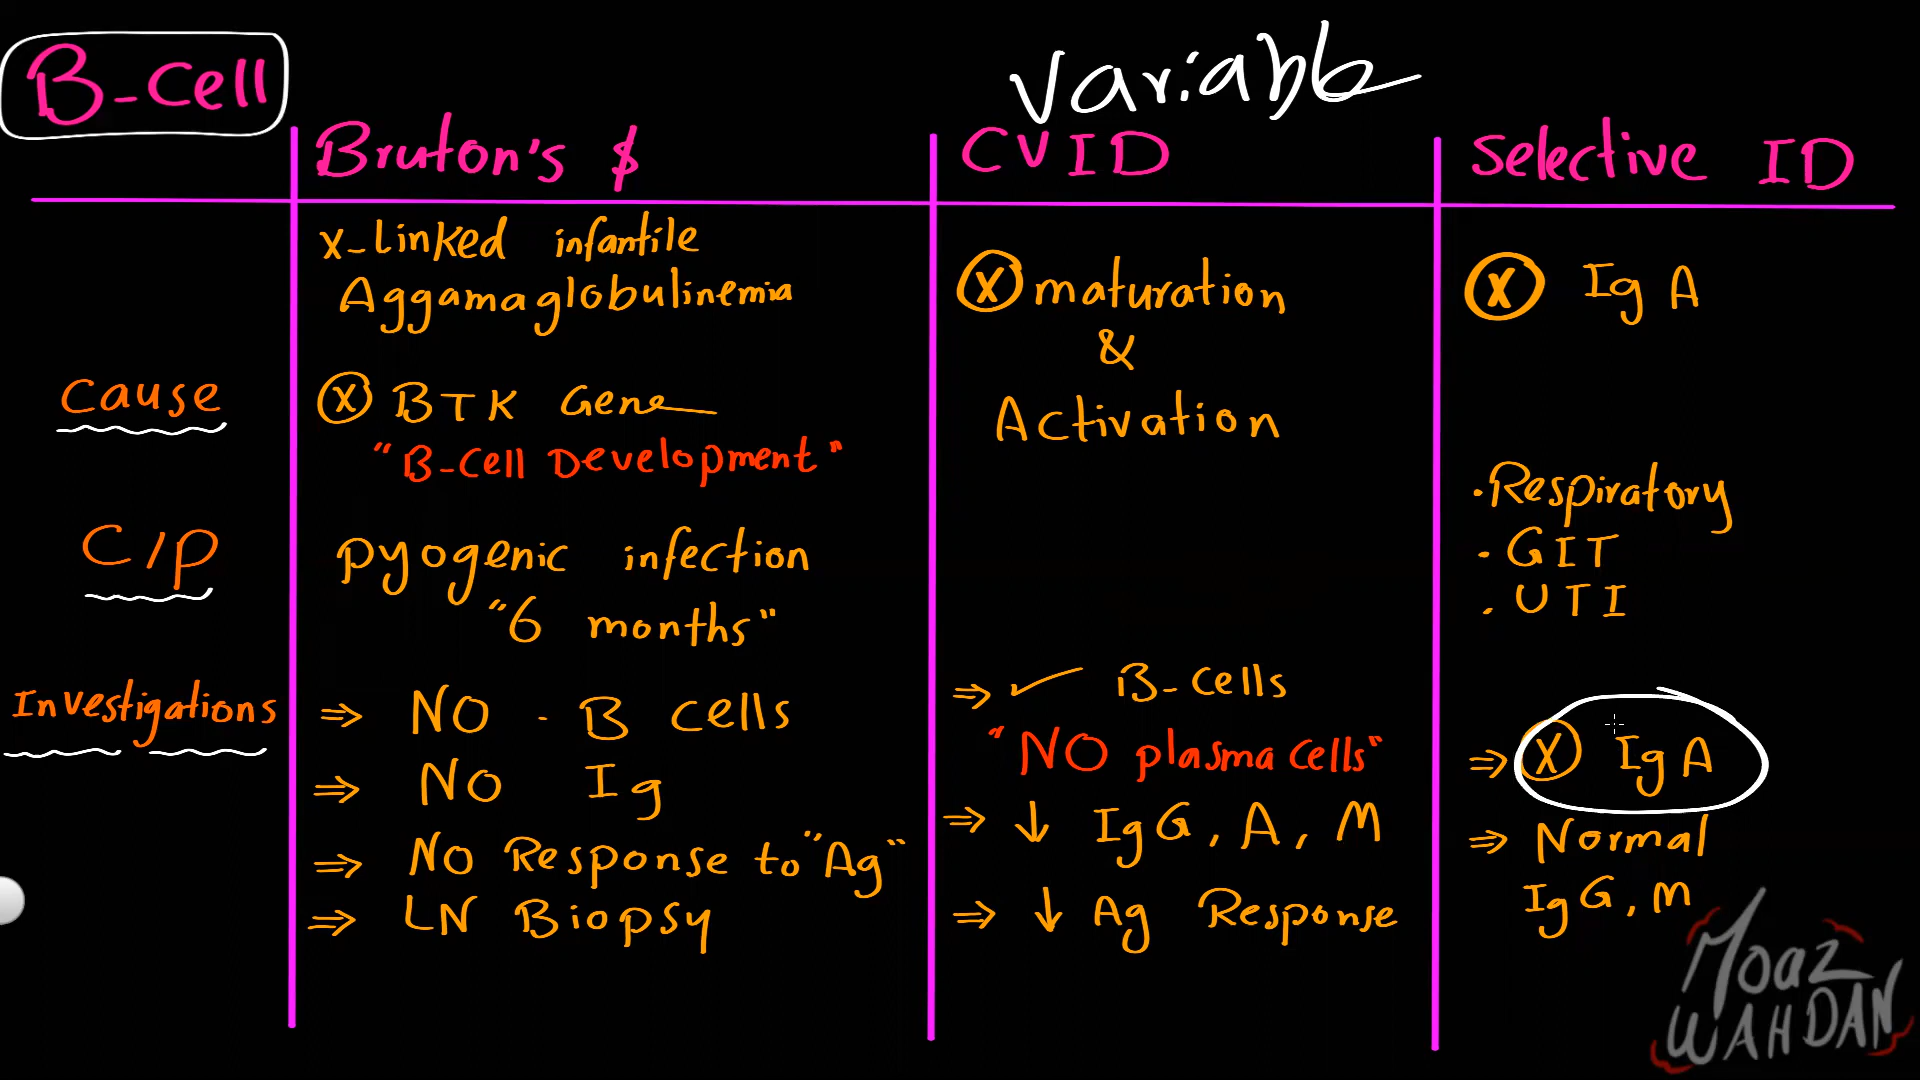 B-Cell
Variable
Bruton's $
CVID
Selective ID
X-Linked infantile
Aggamaglobulinemia
X maturation
&
Activation
X IgA
Cause
X BTK Gene
"B-Cell Development"
C/P
Pyogenic infection
"6 months"
• Respiratory
• GIT
• UTI
Investigations
⇒ NO - B cells
⇒ NO Ig
⇒ NO Response to "Ag"
⇒ LN Biopsy
⇒ ✓ B-Cells
"NO plasma cells"
⇒ ↓ IgG, A, M
⇒ ↓ Ag Response
⇒ X IgA
⇒ Normal
IgG, M
MOAZ
WAHDAN